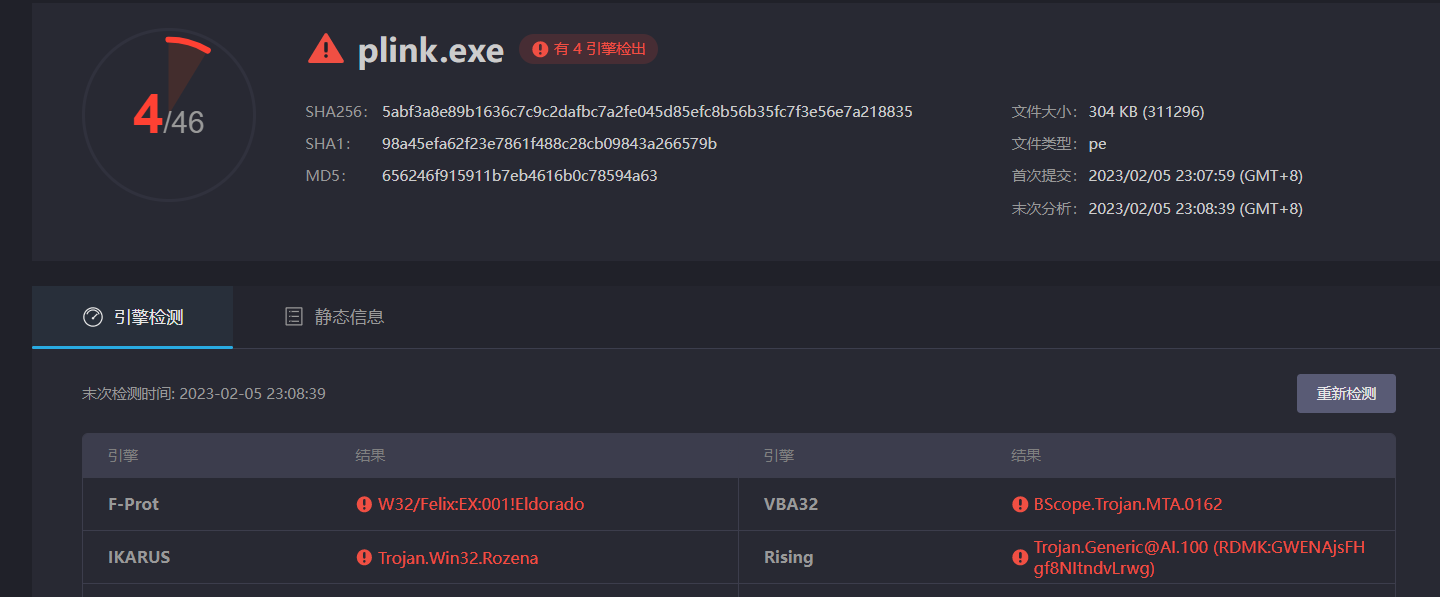 plink.exe
有 4 引擎检出
4/46
SHA256: 5abf3a8e89b1636c7c9c2dafbc7a2fe045d85efc8b56b35fc7f3e56e7a218835
文件大小: 304 KB (311296)
SHA1: 98a45efa62f23e7861f488c28cb09843a266579b
文件类型: pe
MD5: 656246f915911b7eb4616b0c78594a63
首次提交: 2023/02/05 23:07:59 (GMT+8)
末次分析: 2023/02/05 23:08:39 (GMT+8)
引擎检测
静态信息
末次检测时间: 2023-02-05 23:08:39
重新检测
引擎 结果 引擎 结果
F-Prot W32/Felix:EX:001!Eldorado VBA32 BScope.Trojan.MTA.0162
IKARUS Trojan.Win32.Rozena Rising Trojan.Generic@AI.100 (RDMK:GWENAjsFH
gf8NItndvLrwg)